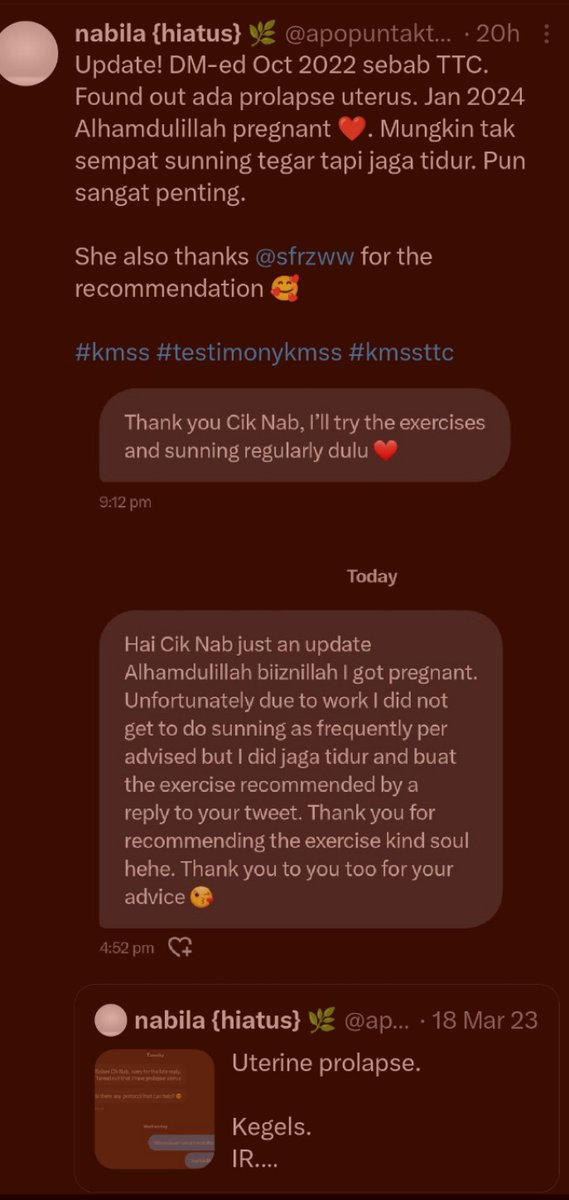 nabila {hiatus} 🌿 @apopuntakt... · 20h
Update! DM-ed Oct 2022 sebab TTC.
Found out ada prolapse uterus. Jan 2024
Alhamdulillah pregnant ❤️. Mungkin tak
sempat sunning tegar tapi jaga tidur. Pun
sangat penting.
She also thanks @sfrzww for the
recommendation 🥰
#kmss #testimonykmss #kmssttc
Thank you Cik Nab, I’ll try the exercises
and sunning regularly dulu ❤️
9:12 pm
Today
Hai Cik Nab just an update
Alhamdulillah biiznillah I got pregnant.
Unfortunately due to work I did not
get to do sunning as frequently per
advised but I did jaga tidur and buat
the exercise recommended by a
reply to your tweet. Thank you for
recommending the exercise kind soul
hehe. Thank you to you too for your
advice 😘
4:52 pm
nabila {hiatus} 🌿 @ap... · 18 Mar 23
Uterine prolapse.
Kegels.
IR....